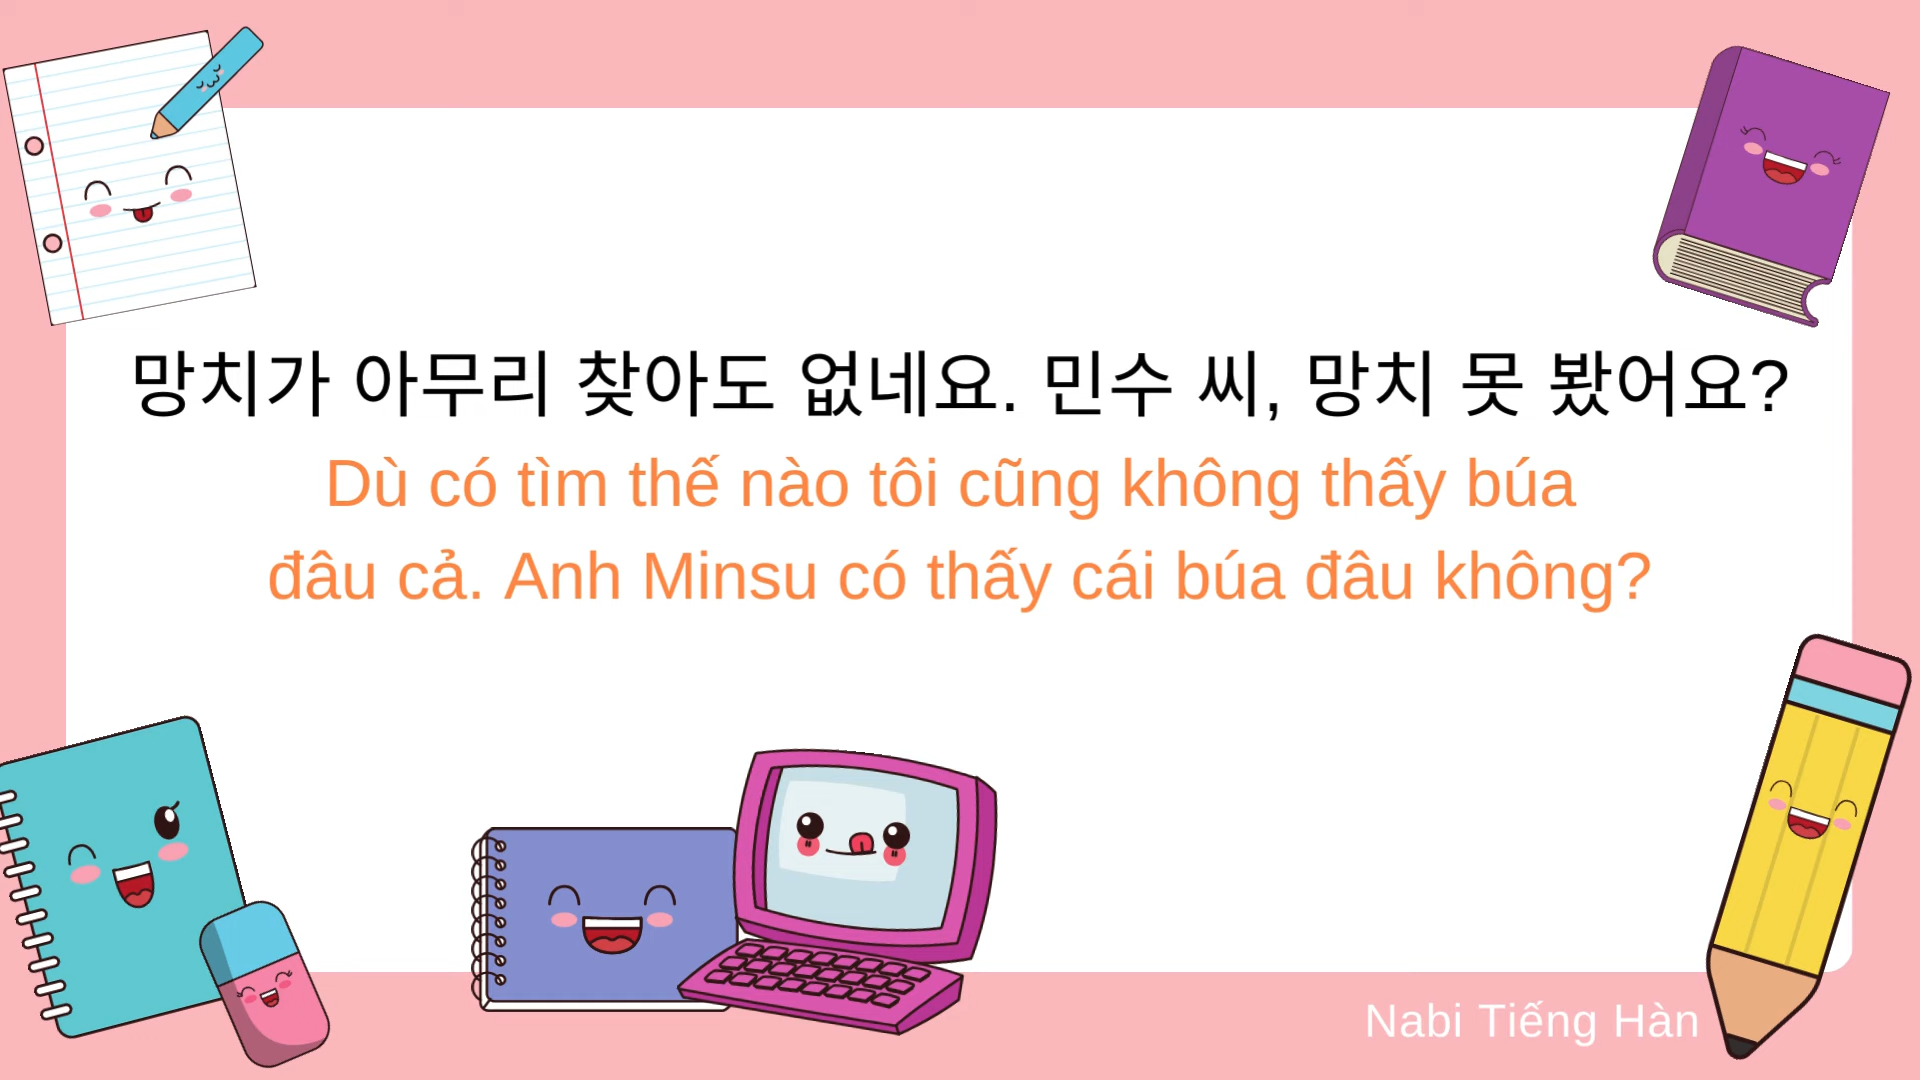 망치가 아무리 찾아도 없네요. 민수 씨, 망치 못 봤어요?
Dù có tìm thế nào tôi cũng không thấy búa
đâu cả. Anh Minsu có thấy cái búa đâu không?
Nabi Tiếng Hàn